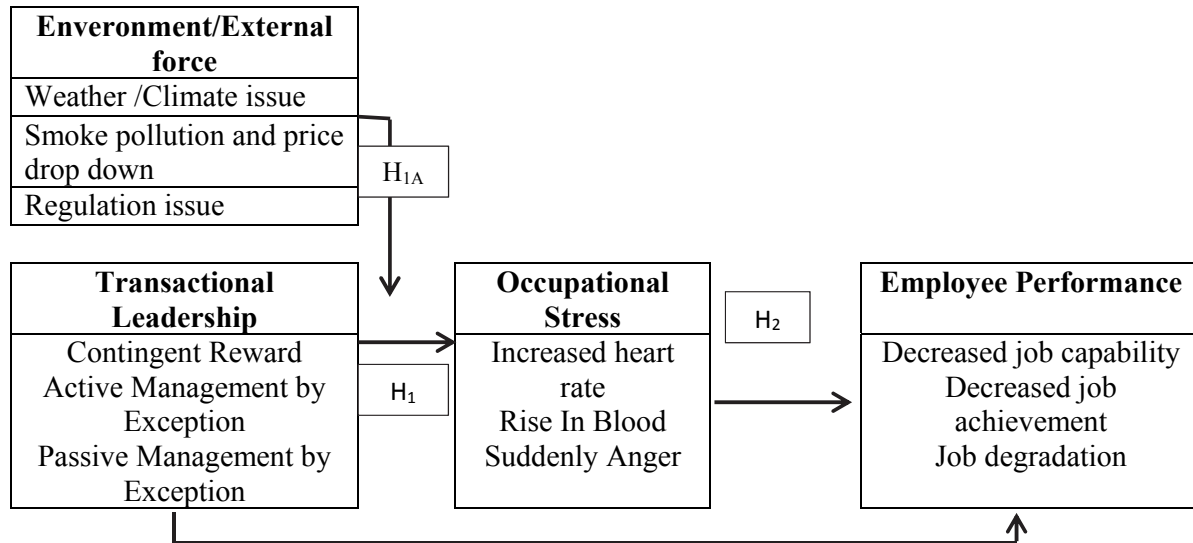 Enveronment/External
force
Weather /Climate issue
Smoke pollution and price
drop down
Regulation issue
H1A
Transactional
Leadership
Contingent Reward
Active Management by
Exception
Passive Management by
Exception
H1
Occupational
Stress
Increased heart
rate
Rise In Blood
Suddenly Anger
H2
Employee Performance
Decreased job capability
Decreased job
achievement
Job degradation